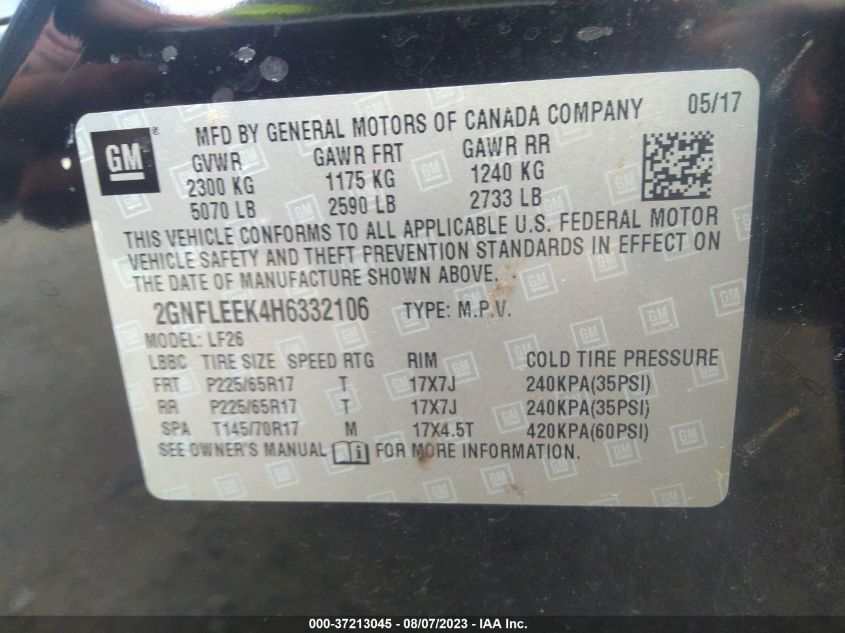 05/17
GM ®
MFD BY GENERAL MOTORS OF CANADA COMPANY
GVWR GAWR FRT GAWR RR
2300 KG 1175 KG 1240 KG
5070 LB 2590 LB 2733 LB
THIS VEHICLE CONFORMS TO ALL APPLICABLE U.S. FEDERAL MOTOR
VEHICLE SAFETY AND THEFT PREVENTION STANDARDS IN EFFECT ON
THE DATE OF MANUFACTURE SHOWN ABOVE.
2GNFLEEK4H6332106 TYPE: M.P.V.
MODEL: LF26
LBBC TIRE SIZE SPEED RTG RIM COLD TIRE PRESSURE
FRT P225/65R17 T 17X7J 240KPA(35PSI)
RR P225/65R17 T 17X7J 240KPA(35PSI)
SPA T145/70R17 M 17X4.5T 420KPA(60PSI)
SEE OWNER'S MANUAL FOR MORE INFORMATION.
000-37213045 - 08/07/2023 - IAA Inc.